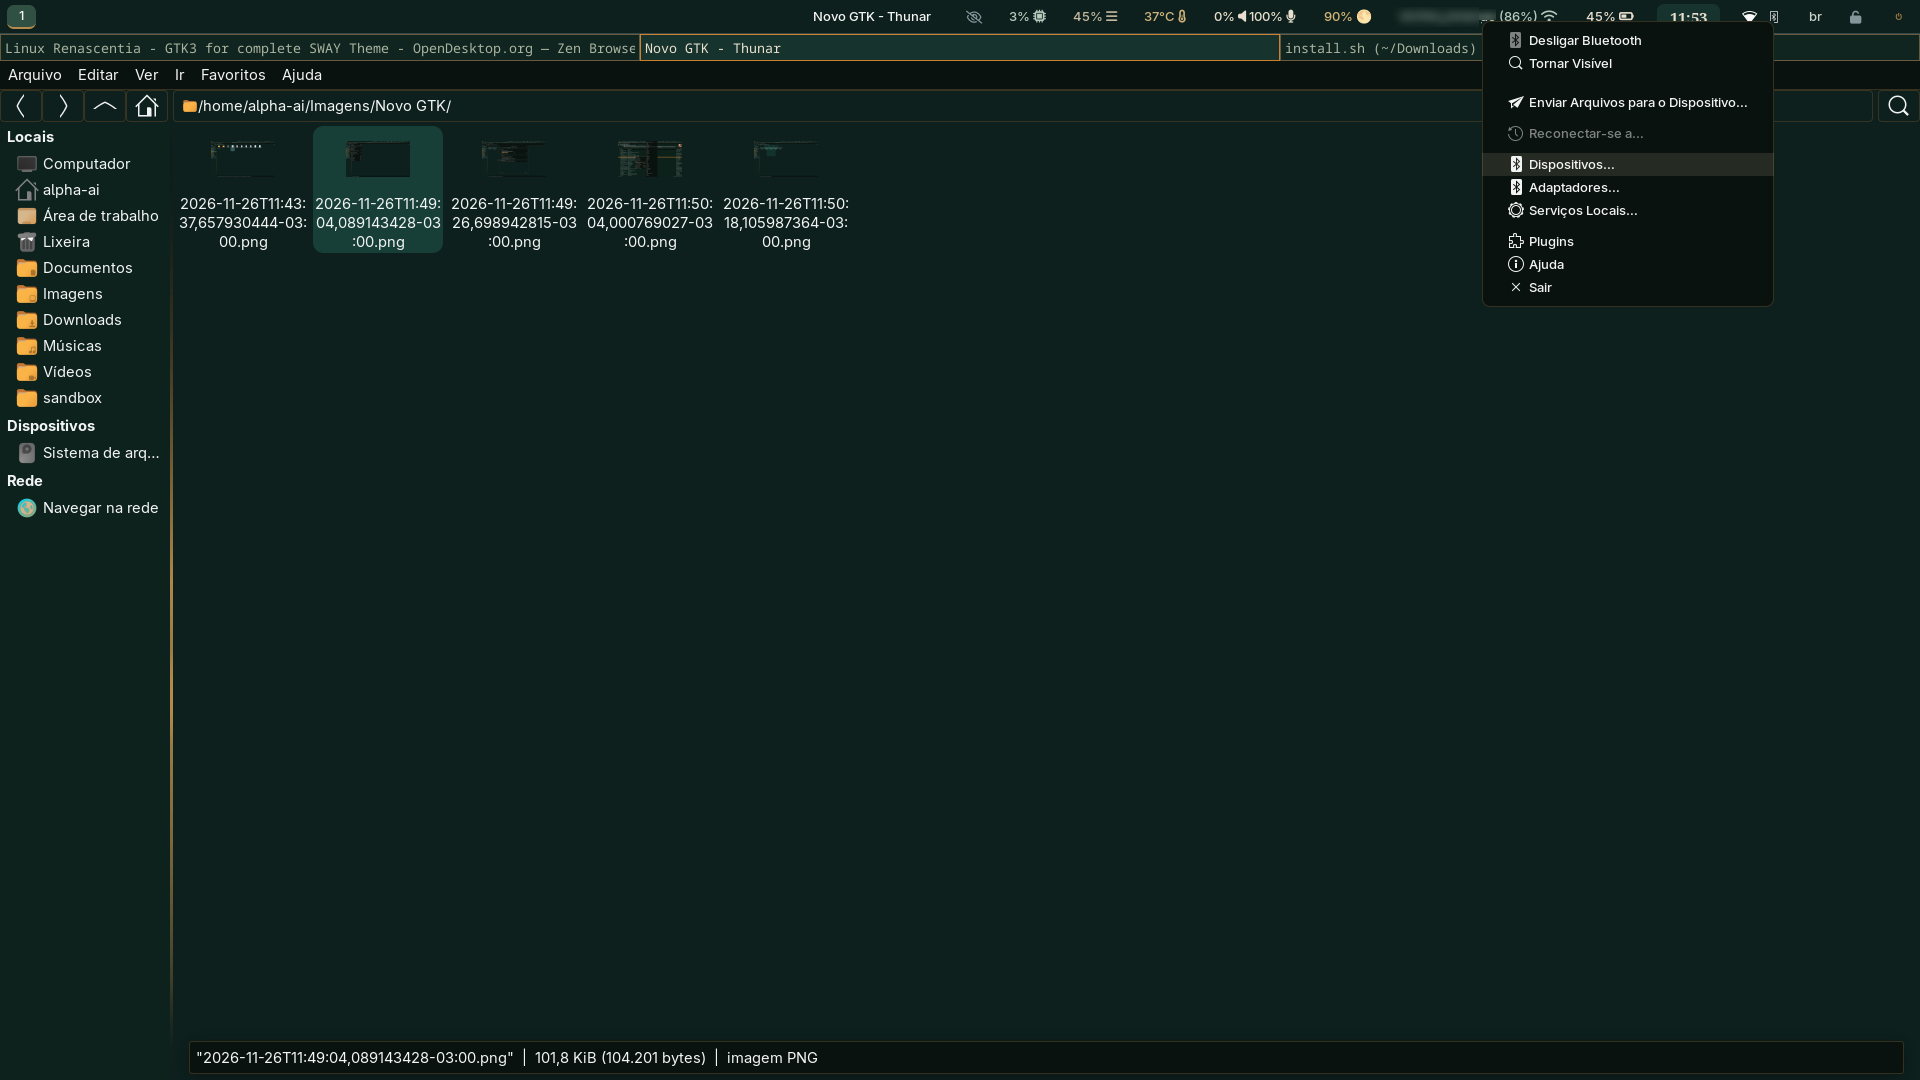 1
Novo GTK - Thunar
3%
45%
37°C
0%
100%
90%
(86%)
45%
11:53
br
Linux Renascentia - GTK3 for complete SWAY Theme - OpenDesktop.org — Zen Browse
Novo GTK - Thunar
install.sh (~/Downloads)
Arquivo
Editar
Ver
Ir
Favoritos
Ajuda
/home/alpha-ai/Imagens/Novo GTK/
Locais
Computador
alpha-ai
Área de trabalho
Lixeira
Documentos
Imagens
Downloads
Músicas
Vídeos
sandbox
Dispositivos
Sistema de arq...
Rede
Navegar na rede
2026-11-26T11:43:
37,657930444-03:
00.png
2026-11-26T11:49:
04,089143428-03
:00.png
2026-11-26T11:49:
26,698942815-03
:00.png
2026-11-26T11:50:
04,000769027-03
:00.png
2026-11-26T11:50:
18,105987364-03:
00.png
Desligar Bluetooth
Tornar Visível
Enviar Arquivos para o Dispositivo...
Reconectar-se a...
Dispositivos...
Adaptadores...
Serviços Locais...
Plugins
Ajuda
Sair
"2026-11-26T11:49:04,089143428-03:00.png" | 101,8 KiB (104.201 bytes) | imagem PNG